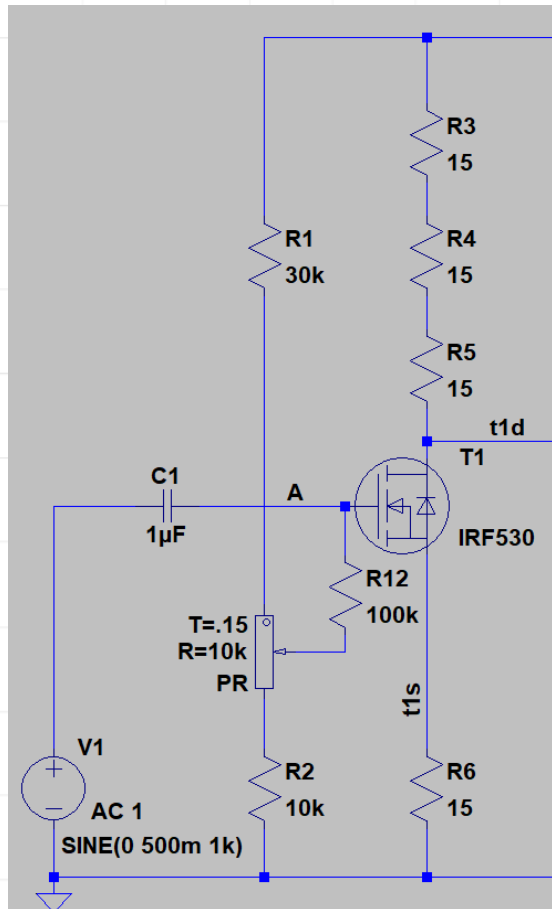 R3
15
R4
15
R1
30k
R5
15
t1d
T1
C1
A
1µF
IRF530
R12
100k
T=.15
R=10k
PR
t1s
V1
R2
10k
R6
15
AC 1
SINE(0 500m 1k)